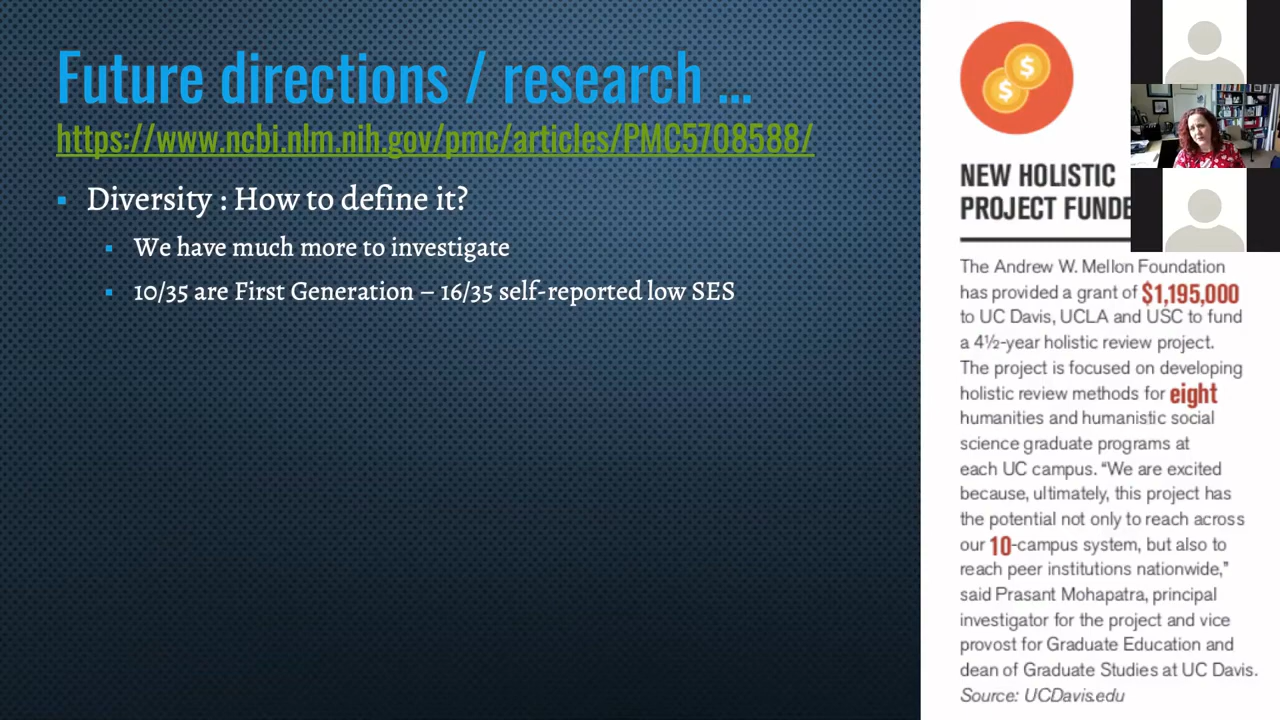 Future directions / research ...
https://www.ncbi.nlm.nih.gov/pmc/articles/PMC5708588/
Diversity : How to define it?
We have much more to investigate
10/35 are First Generation – 16/35 self-reported low SES
$
$
NEW HOLISTIC
PROJECT FUNDE
The Andrew W. Mellon Foundation
has provided a grant of $1,195,000
to UC Davis, UCLA and USC to fund
a 4½-year holistic review project.
The project is focused on developing
holistic review methods for eight
humanities and humanistic social
science graduate programs at
each UC campus. “We are excited
because, ultimately, this project has
the potential not only to reach across
our 10-campus system, but also to
reach peer institutions nationwide,”
said Prasant Mohapatra, principal
investigator for the project and vice
provost for Graduate Education and
dean of Graduate Studies at UC Davis.
Source: UCDavis.edu